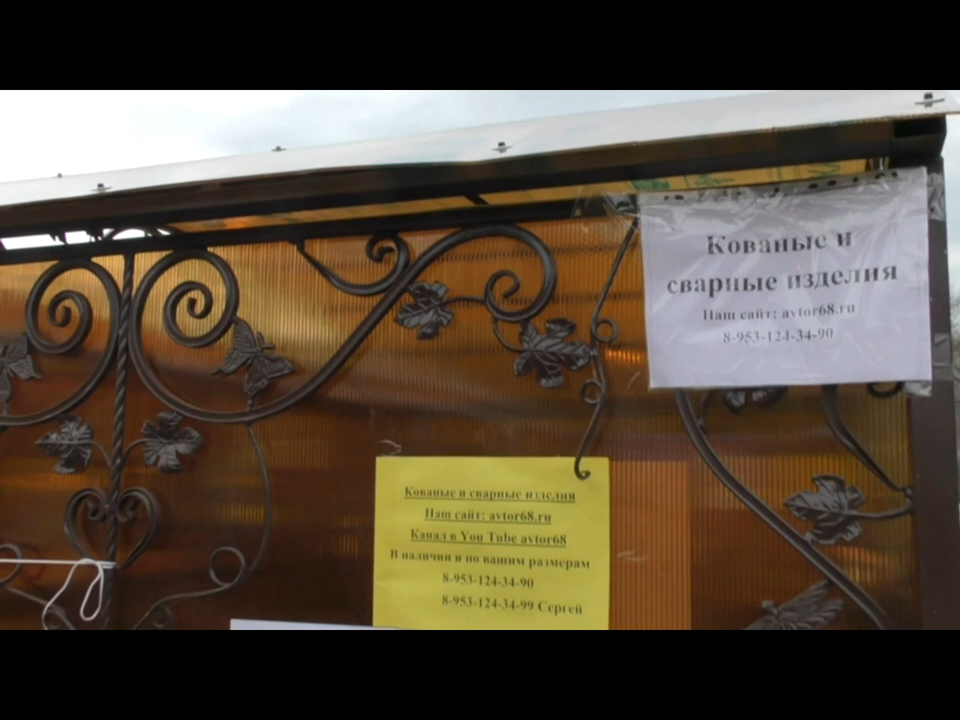 Кованые и
сварные изделия
Наш сайт: avtor68.ru
8-953-124-34-90
Кованые и сварные изделия
Наш сайт: avtor68.ru
Канал в You Tube avtor68
В наличии и по вашим размерам
8-953-124-34-90
8-953-124-34-99 Сергей